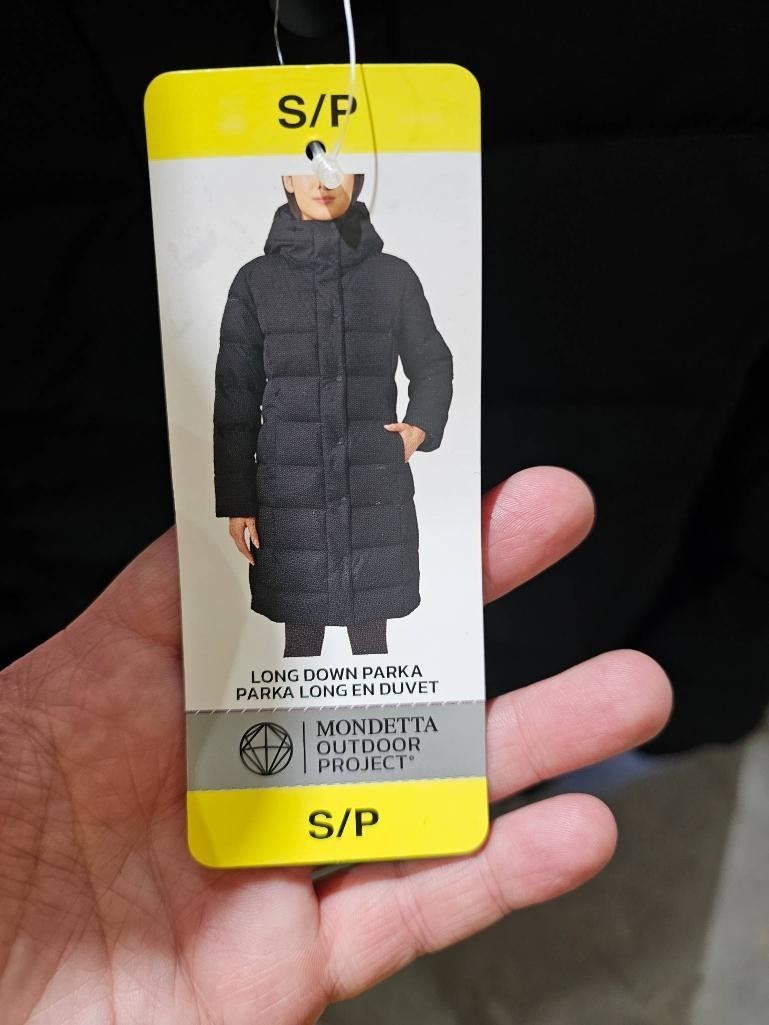 S/P
LONG DOWN PARKA
PARKA LONG EN DUVET
MONDETTA
OUTDOOR
PROJECT®
S/P